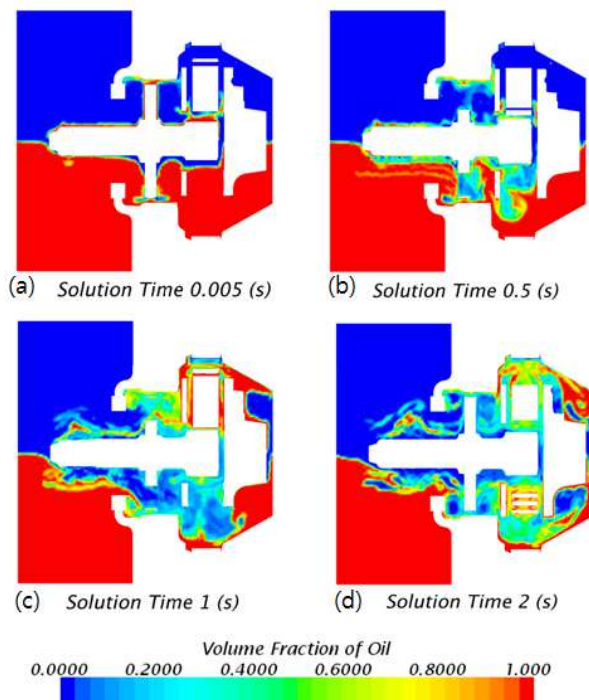 (a) Solution Time 0.005 (s)
(b) Solution Time 0.5 (s)
(c) Solution Time 1 (s)
(d) Solution Time 2 (s)
Volume Fraction of Oil
0.0000 0.2000 0.4000 0.6000 0.8000 1.000